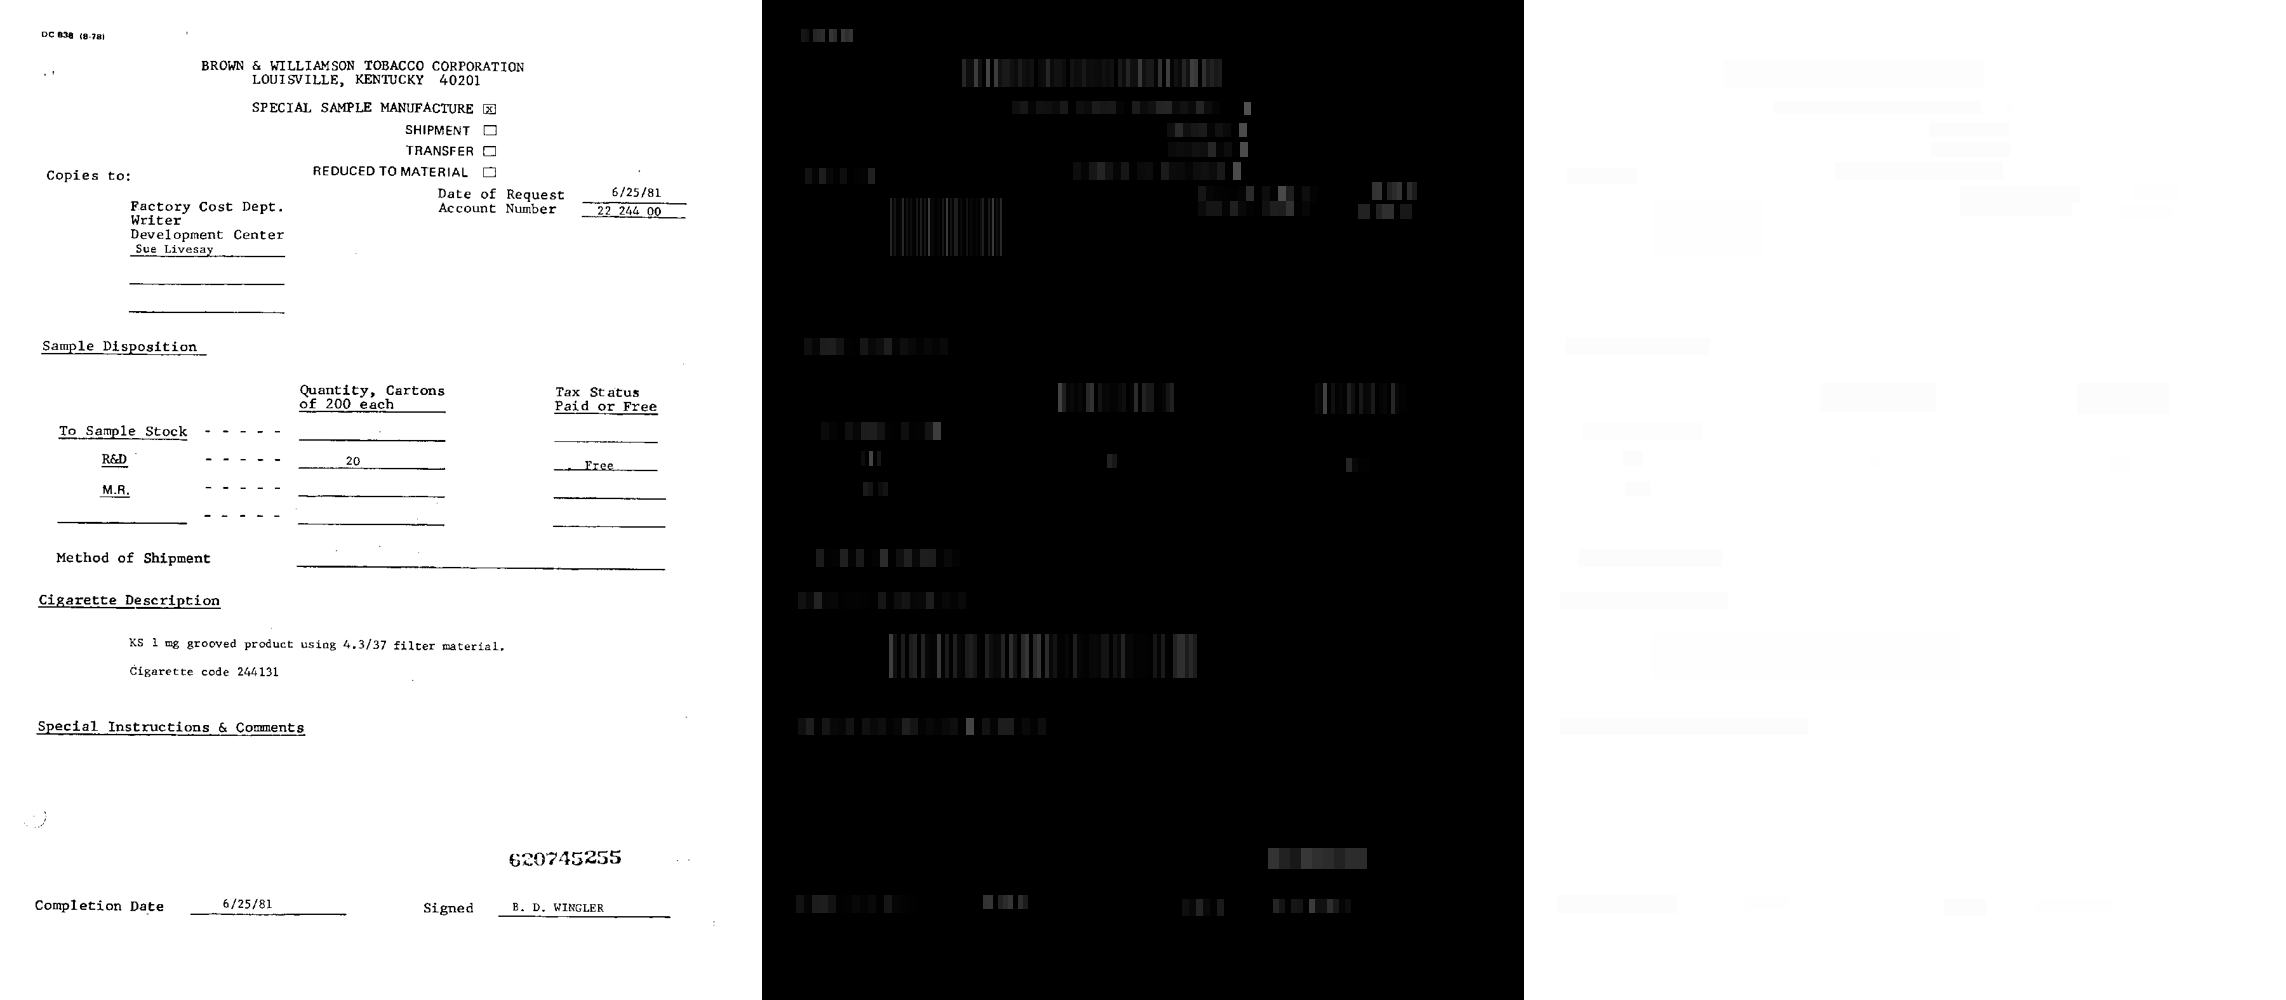 DC 838 (8-78)
BROWN & WILLIAMSON TOBACCO CORPORATION
LOUISVILLE, KENTUCKY 40201
SPECIAL SAMPLE MANUFACTURE [x]
SHIPMENT
TRANSFER
REDUCED TO MATERIAL
Copies to:
Date of Request 6/25/81
Account Number 22 244 00
Factory Cost Dept.
Writer
Development Center
Sue Livesay
Sample Disposition
Quantity, Cartons of 200 each
Tax Status Paid or Free
To Sample Stock - - - - -
R&D - - - - - 20 Free
M.R. - - - - -
- - - - -
Method of Shipment
Cigarette Description
KS 1 mg grooved product using 4.3/37 filter material.
Cigarette code 244131
Special Instructions & Comments
620745255
Completion Date 6/25/81 Signed B. D. WINGLER